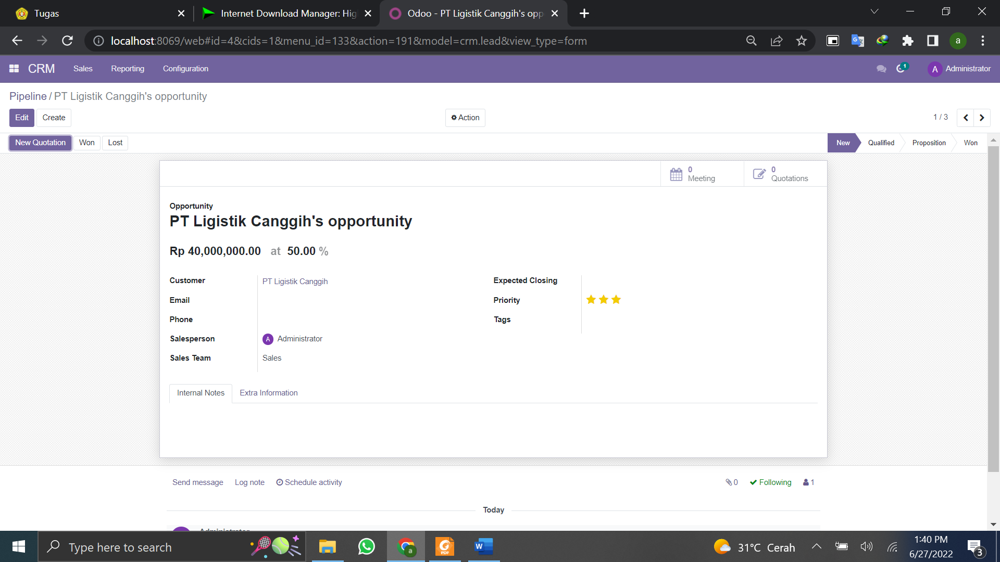 Tugas
Internet Download Manager: Hig
Odoo - PT Ligistik Canggih's opp
localhost:8069/web#id=4&cids=1&menu_id=133&action=191&model=crm.lead&view_type=form
a
CRM Sales Reporting Configuration
1
A Administrator
Pipeline / PT Ligistik Canggih's opportunity
Edit Create
Action
1 / 3
New Quotation Won Lost
New Qualified Proposition Won
0
Meeting
0
Quotations
Opportunity
PT Ligistik Canggih's opportunity
Rp 40,000,000.00 at 50.00 %
Customer PT Ligistik Canggih
Email
Phone
Salesperson A Administrator
Sales Team Sales
Expected Closing
Priority
Tags
Internal Notes Extra Information
Send message Log note Schedule activity
0 Following 1
Today
Administrator
Type here to search
a
PDF
W
31°C Cerah
1:40 PM
6/27/2022
3